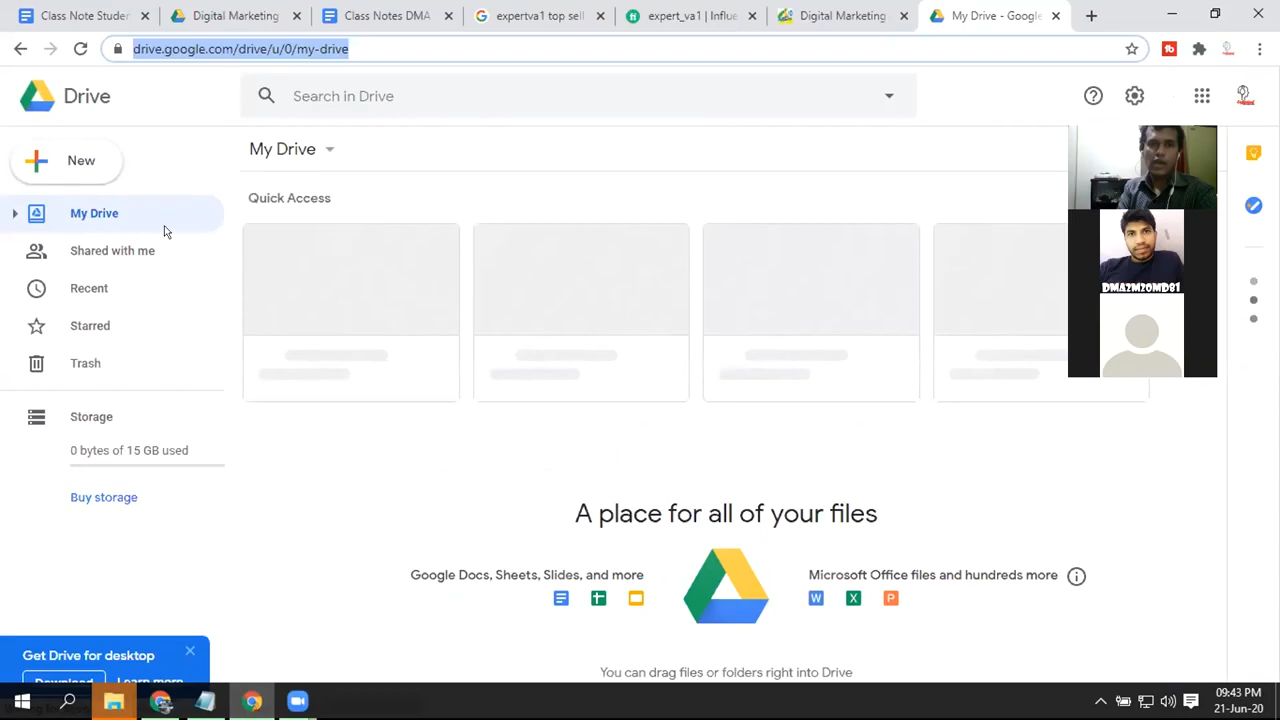 Class Note Studen
Digital Marketing
Class Notes DMA
expertva1 top sell
expert_va1 | Influe
Digital Marketing
My Drive - Google
drive.google.com/drive/u/0/my-drive
Drive
Search in Drive
New
My Drive
Quick Access
My Drive
Shared with me
Recent
Starred
Trash
Storage
0 bytes of 15 GB used
Buy storage
DMA2M20MD81
A place for all of your files
Google Docs, Sheets, Slides, and more
Microsoft Office files and hundreds more
W X P
You can drag files or folders right into Drive
Get Drive for desktop
Download
Learn more
09:43 PM
21-Jun-20